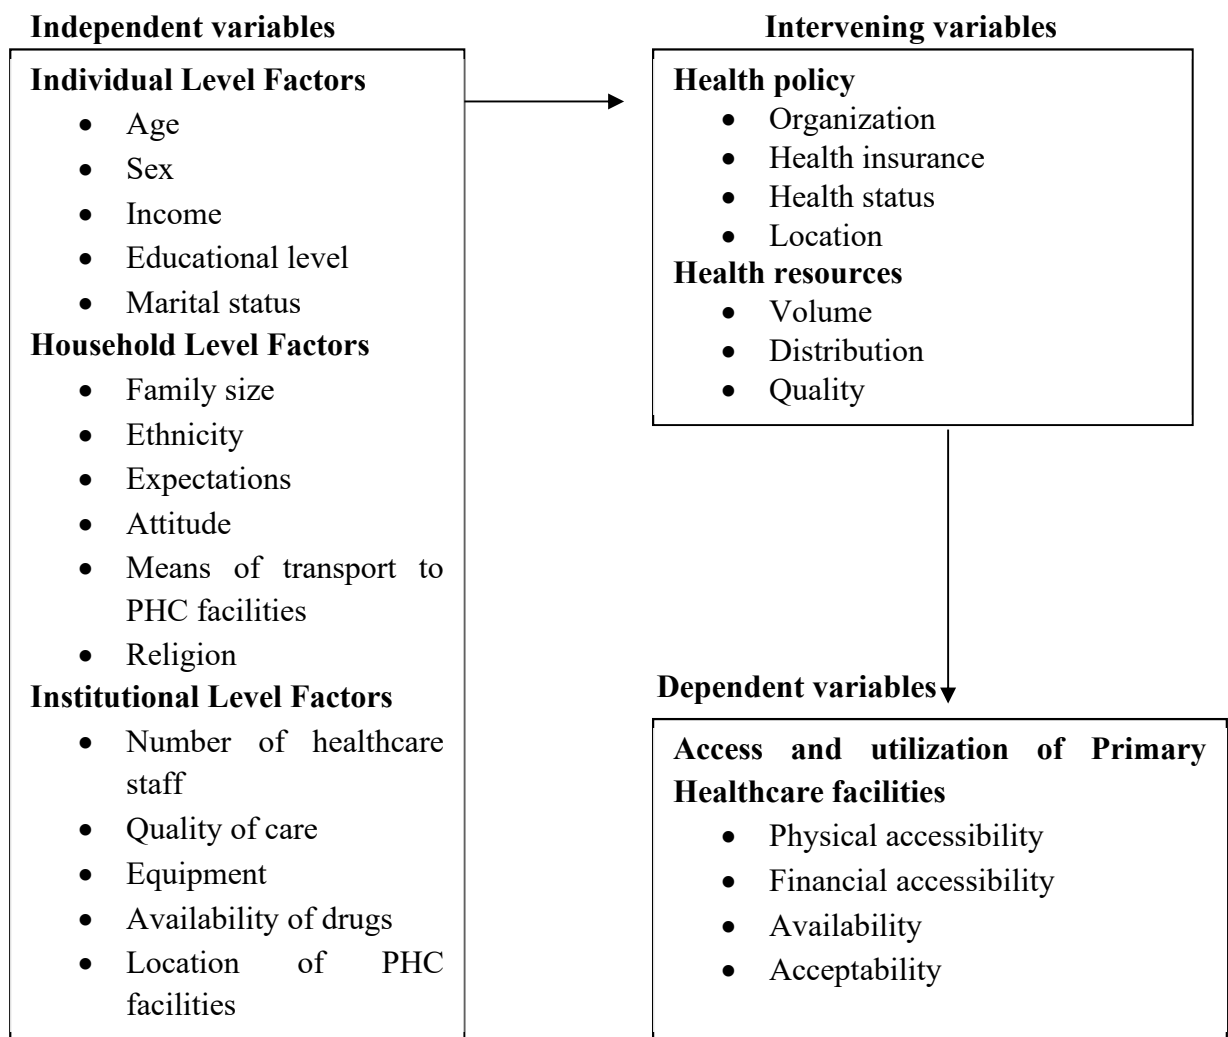 Independent variables
Individual Level Factors
• Age
• Sex
• Income
• Educational level
• Marital status
Household Level Factors
• Family size
• Ethnicity
• Expectations
• Attitude
• Means of transport to
PHC facilities
• Religion
Institutional Level Factors
• Number of healthcare
staff
• Quality of care
• Equipment
• Availability of drugs
• Location of PHC
facilities
Intervening variables
Health policy
• Organization
• Health insurance
• Health status
• Location
Health resources
• Volume
• Distribution
• Quality
Dependent variables
Access and utilization of Primary
Healthcare facilities
• Physical accessibility
• Financial accessibility
• Availability
• Acceptability